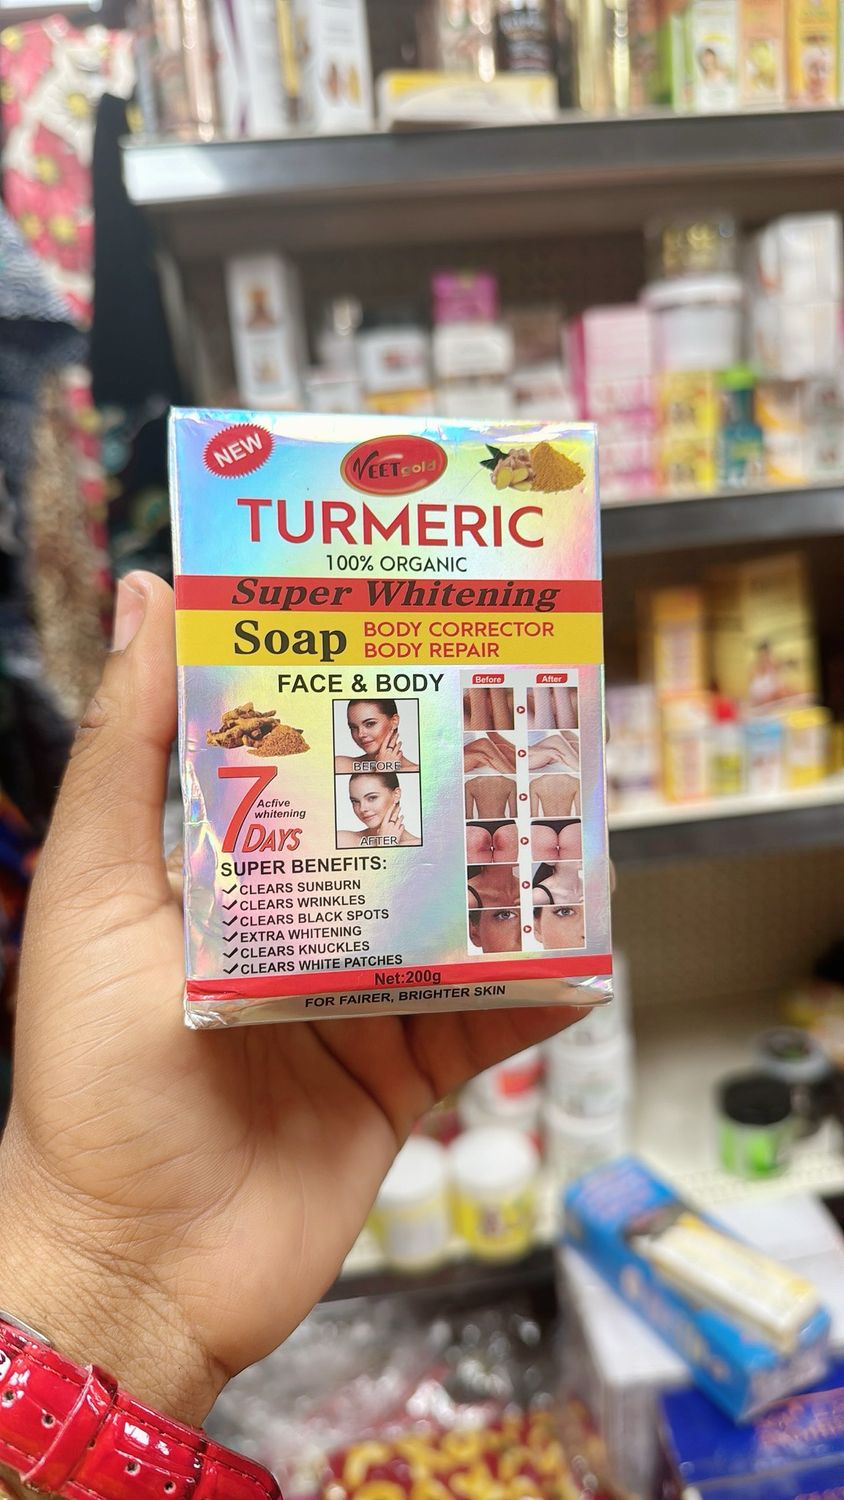 NEW
VEETgold
TURMERIC
100% ORGANIC
Super Whitening
Soap
BODY CORRECTOR
BODY REPAIR
FACE & BODY
Before
After
BEFORE
AFTER
7
Active
whitening
DAYS
SUPER BENEFITS:
CLEARS SUNBURN
CLEARS WRINKLES
CLEARS BLACK SPOTS
EXTRA WHITENING
CLEARS KNUCKLES
CLEARS WHITE PATCHES
Net:200g
FOR FAIRER, BRIGHTER SKIN